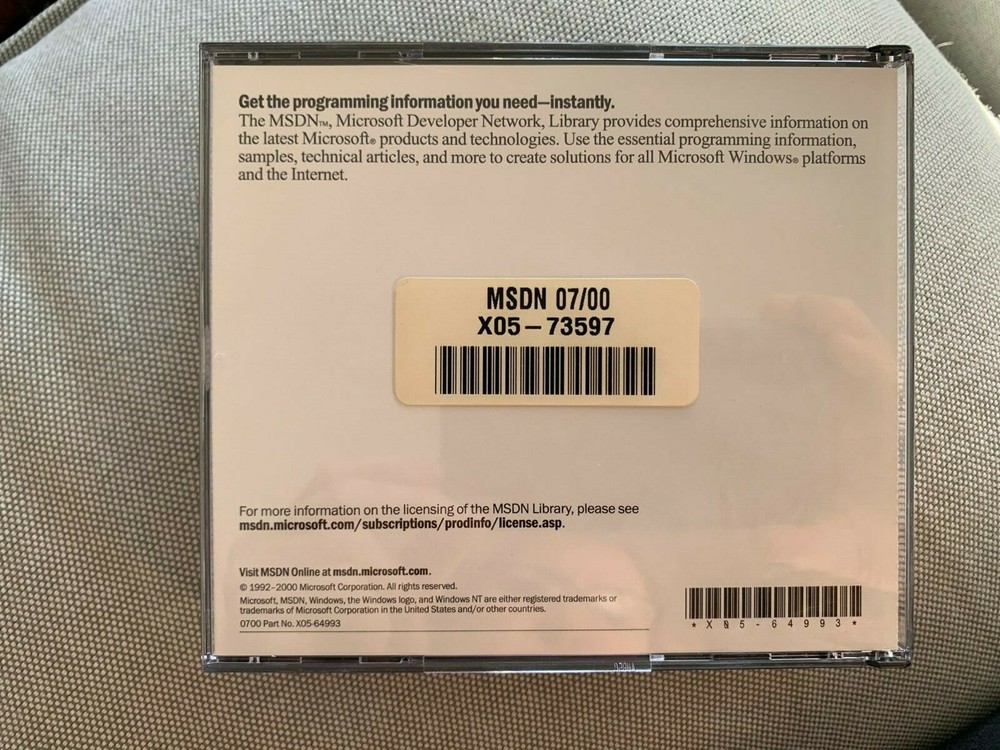 Get the programming information you need—instantly.
The MSDN™, Microsoft Developer Network, Library provides comprehensive information on
the latest Microsoft® products and technologies. Use the essential programming information,
samples, technical articles, and more to create solutions for all Microsoft Windows® platforms
and the Internet.
MSDN 07/00
X05-73597
For more information on the licensing of the MSDN Library, please see
msdn.microsoft.com/subscriptions/prodinfo/license.asp.
Visit MSDN Online at msdn.microsoft.com.
© 1992-2000 Microsoft Corporation. All rights reserved.
Microsoft, MSDN, Windows, the Windows logo, and Windows NT are either registered trademarks or
trademarks of Microsoft Corporation in the United States and/or other countries.
0700 Part No. X05-64993
*X05-64993*